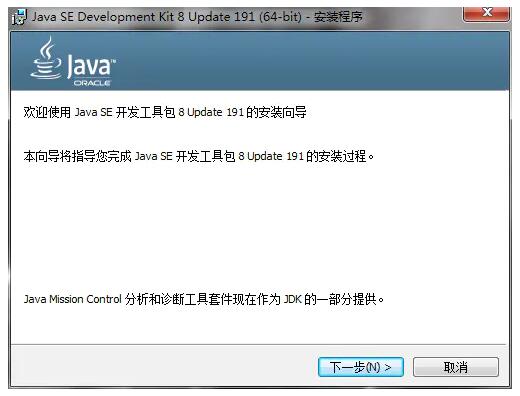 Java SE Development Kit 8 Update 191 (64-bit) - 安装程序
Java™
ORACLE
欢迎使用 Java SE 开发工具包 8 Update 191 的安装向导
本向导将指导您完成 Java SE 开发工具包 8 Update 191 的安装过程。
Java Mission Control 分析和诊断工具套件现在作为 JDK 的一部分提供。
下一步(N) >
取消